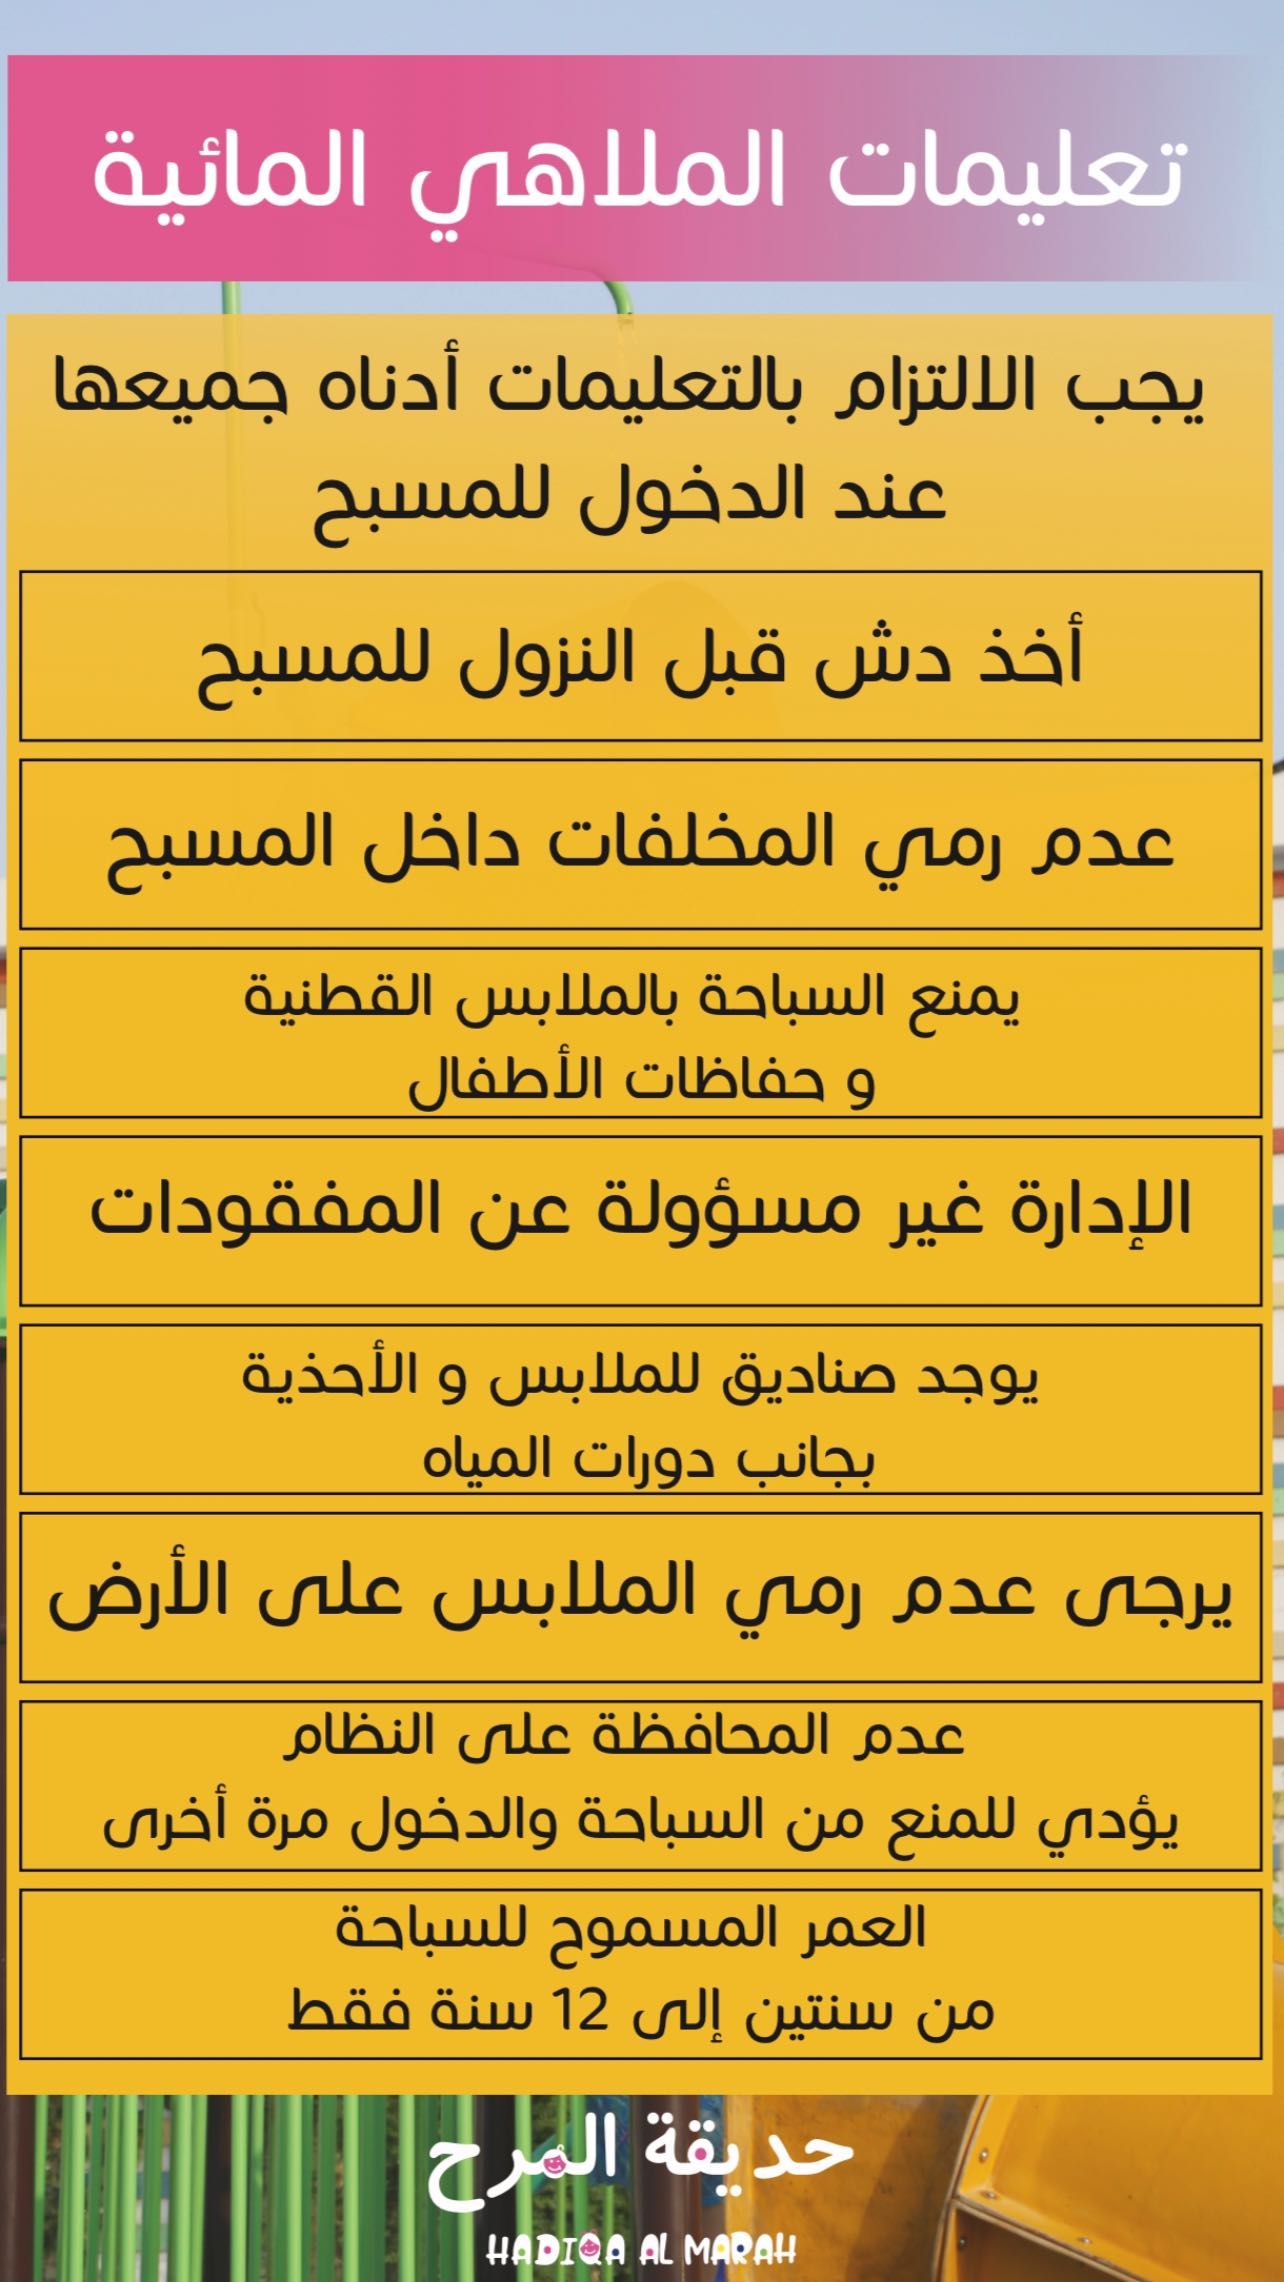 تعليمات الملاهي المائية
يجب الالتزام بالتعليمات أدناه جميعها
عند الدخول للمسبح
أخذ دش قبل النزول للمسبح
عدم رمي المخلفات داخل المسبح
يمنع السباحة بالملابس القطنية
و حفاظات الأطفال
الإدارة غير مسؤولة عن المفقودات
يوجد صناديق للملابس و الأحذية
بجانب دورات المياه
يرجى عدم رمي الملابس على الأرض
عدم المحافظة على النظام
يؤدي للمنع من السباحة والدخول مرة أخرى
العمر المسموح للسباحة
من سنتين إلى 12 سنة فقط
حديقة المرح
HADIQA AL MARAH